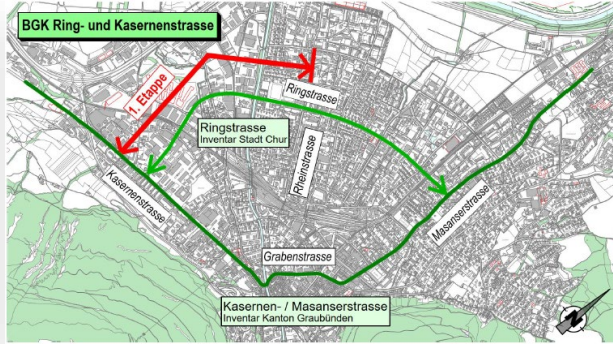 BGK Ring- und Kasernenstrasse
1. Etappe
Ringstrasse
Ringstrasse
Inventar Stadt Chur
Rheinstrasse
Kasernenstrasse
Masanserstrasse
Grabenstrasse
Kasernen- / Masanserstrasse
Inventar Kanton Graubünden
N